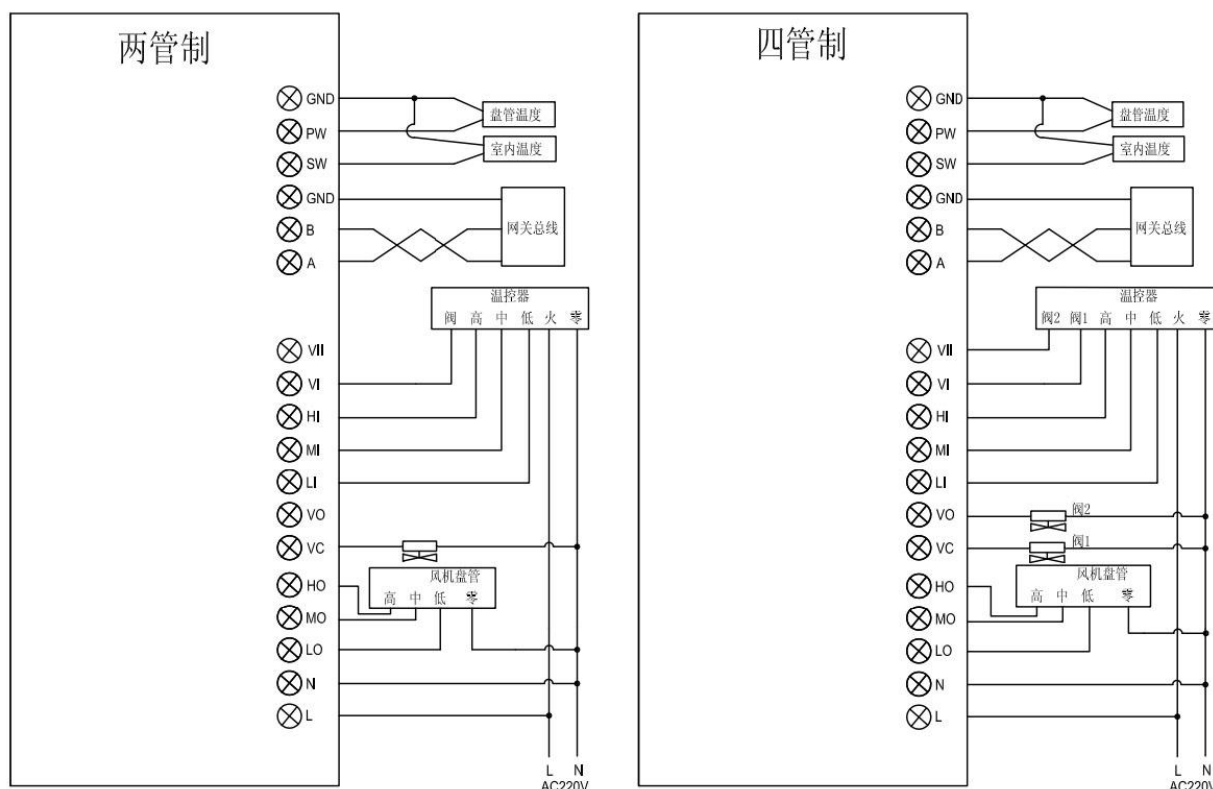 两管制
GND
盘管温度
PW
室内温度
SW
GND
网关总线
B
A
温控器
阀 高 中 低 火 零
VII
VI
HI
MI
LI
VO
VC
风机盘管
高 中 低 零
HO
MO
LO
N
L
L N
AC220V
四管制
GND
盘管温度
PW
室内温度
SW
GND
网关总线
B
A
温控器
阀2 阀1 高 中 低 火 零
VII
VI
HI
MI
LI
阀2
VO
阀1
VC
风机盘管
高 中 低 零
HO
MO
LO
N
L
L N
AC220V